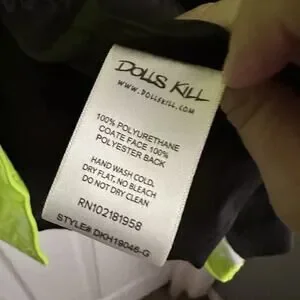 DOLLS KILL
WWW.DOLLSKILL.COM
100% POLYURETHANE
COATE FACE 100%
POLYESTER BACK
HAND WASH COLD,
DRY FLAT, NO BLEACH
DO NOT DRY CLEAN
RN102181958
STYLE# DKH19046-G